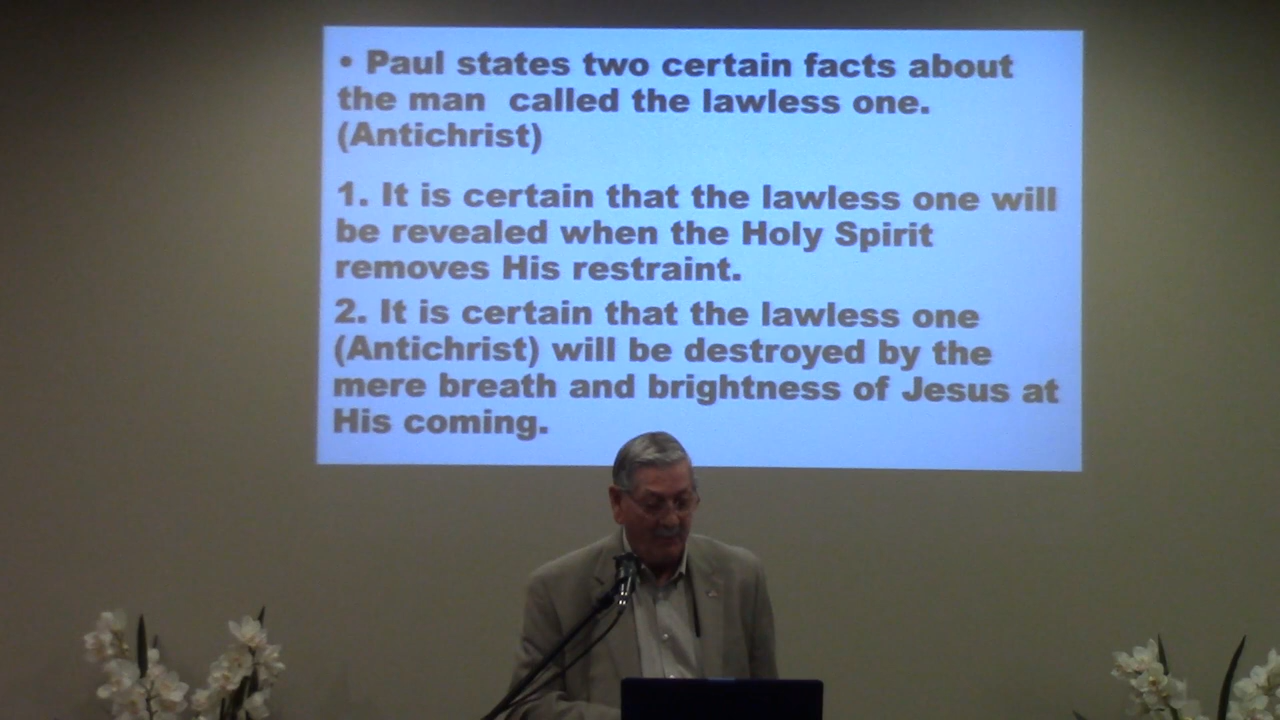 • Paul states two certain facts about
the man called the lawless one.
(Antichrist)
1. It is certain that the lawless one will
be revealed when the Holy Spirit
removes His restraint.
2. It is certain that the lawless one
(Antichrist) will be destroyed by the
mere breath and brightness of Jesus at
His coming.